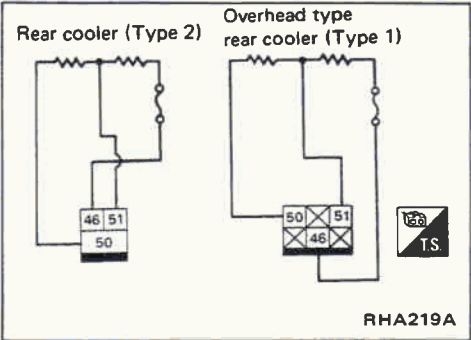 Rear cooler (Type 2)
Overhead type
rear cooler (Type 1)
46 51
50
50 51
46
T.S.
RHA219A